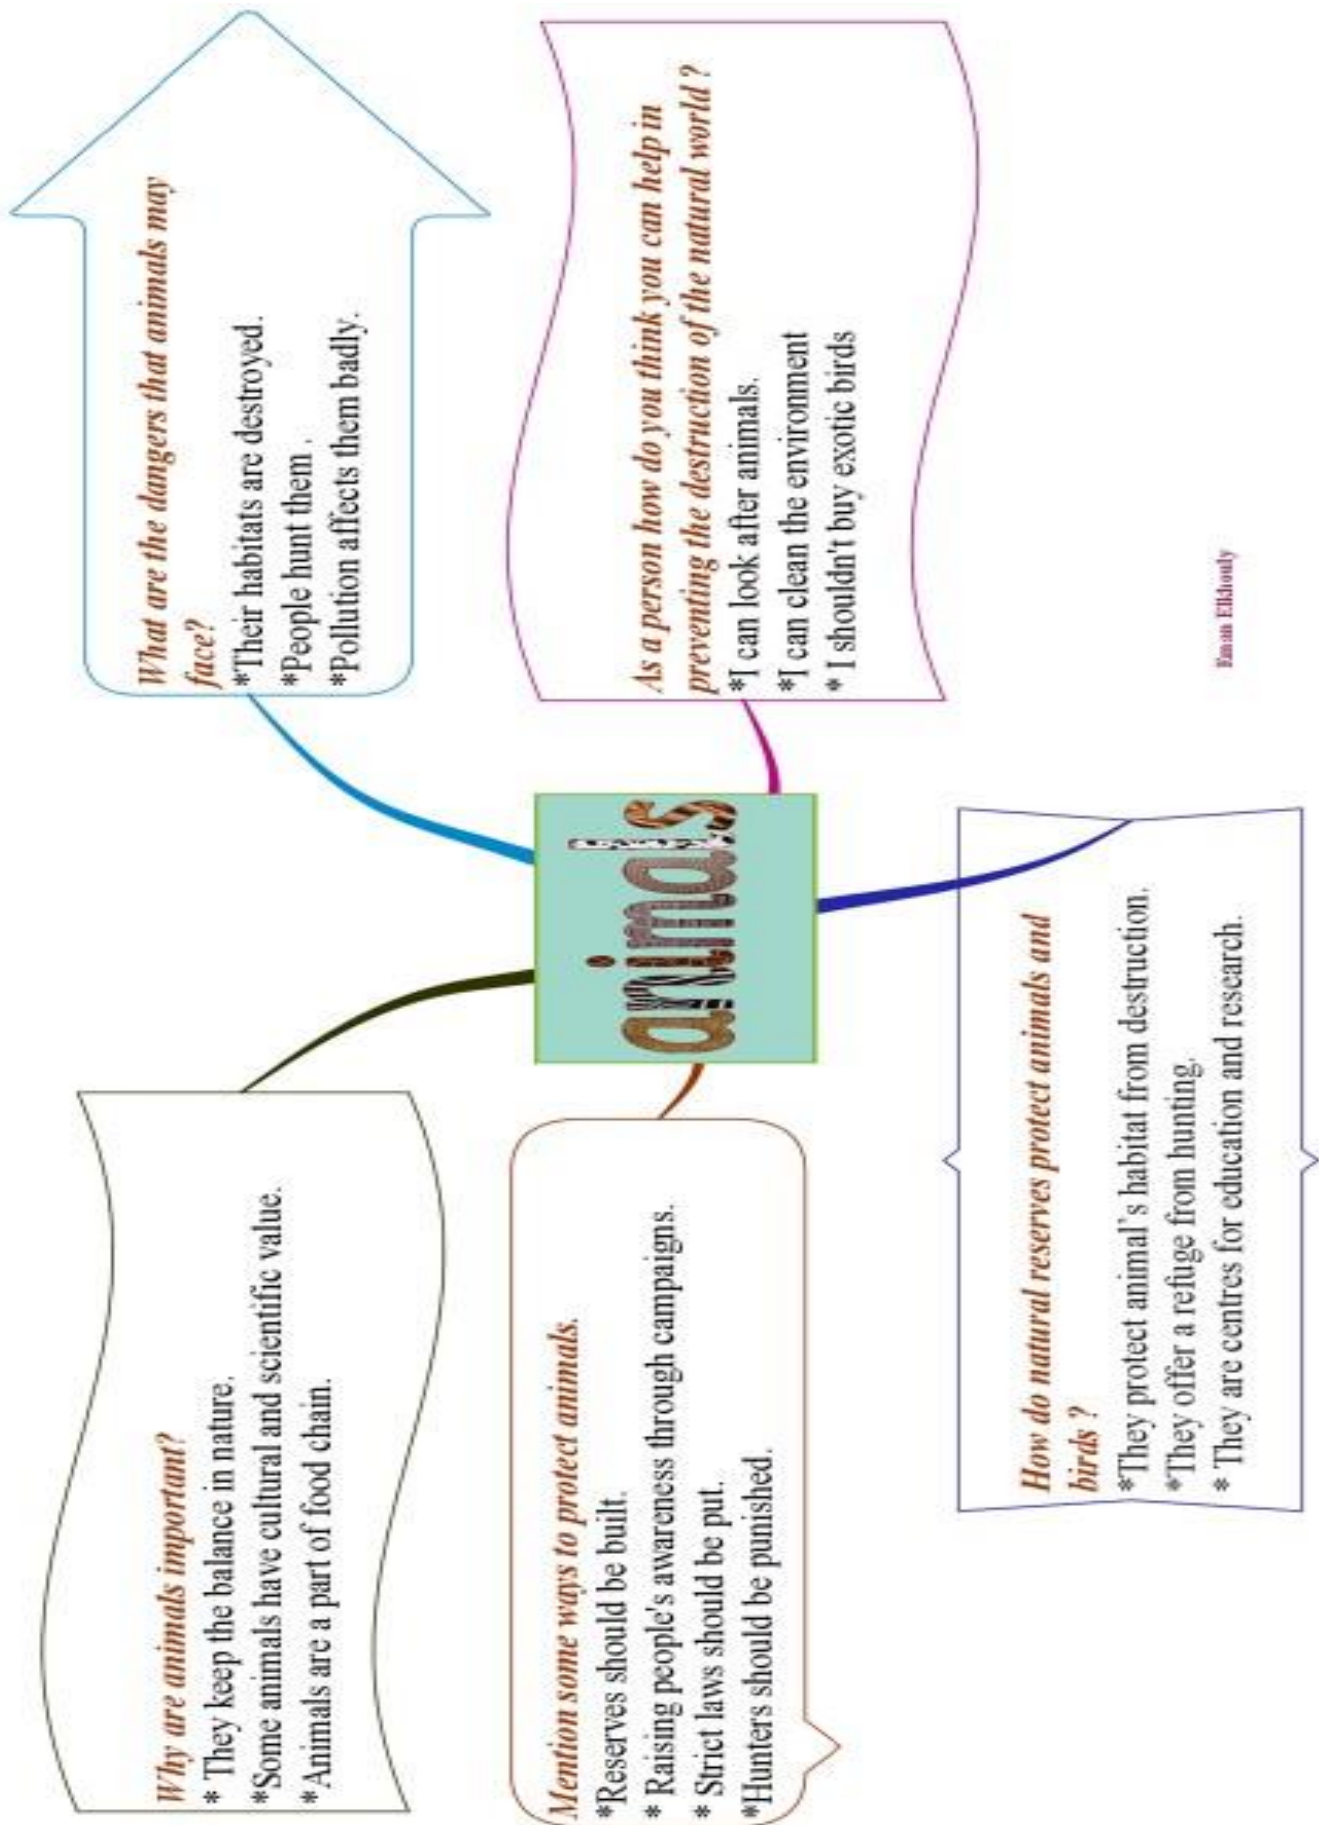 Why are animals important?
* They keep the balance in nature.
*Some animals have cultural and scientific value.
*Animals are a part of food chain.
What are the dangers that animals may
face?
*Their habitats are destroyed.
*People hunt them .
*Pollution affects them badly.
animals
Mention some ways to protect animals.
*Reserves should be built.
* Raising people's awareness through campaigns.
* Strict laws should be put.
*Hunters should be punished.
As a person how do you think you can help in
preventing the destruction of the natural world ?
*I can look after animals.
*I can clean the environment
* I shouldn't buy exotic birds
How do natural reserves protect animals and
birds ?
*They protect animal's habitat from destruction.
*They offer a refuge from hunting.
* They are centres for education and research.
Eman Elkhouly